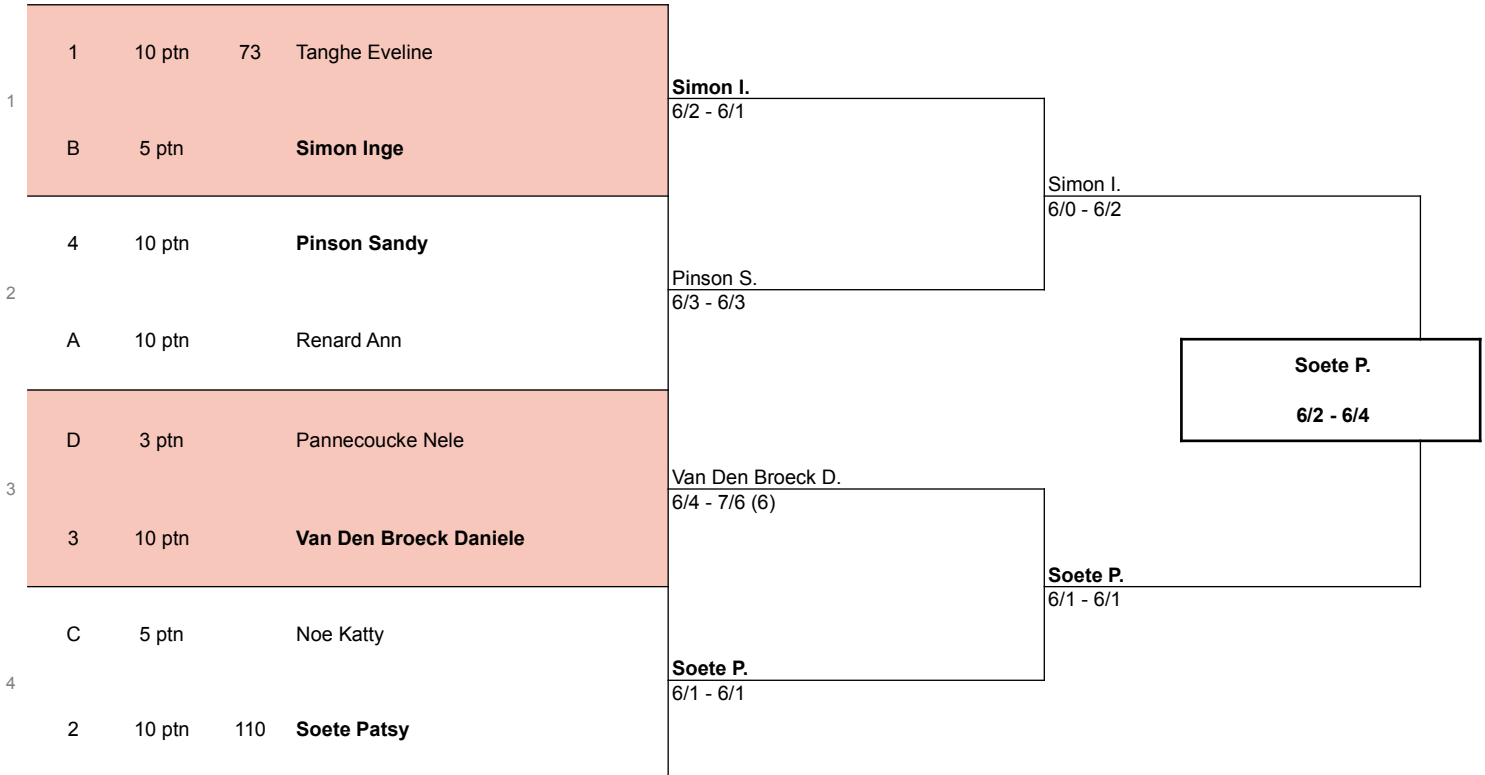 1 10 ptn 73 Tanghe Eveline
Simon I.
1
6/2 - 6/1
B 5 ptn Simon Inge
Simon I.
6/0 - 6/2
4 10 ptn Pinson Sandy
Pinson S.
2
6/3 - 6/3
A 10 ptn Renard Ann
Soete P.
6/2 - 6/4
D 3 ptn Pannecoucke Nele
Van Den Broeck D.
3
6/4 - 7/6 (6)
3 10 ptn Van Den Broeck Daniele
Soete P.
6/1 - 6/1
C 5 ptn Noe Katty
Soete P.
4
6/1 - 6/1
2 10 ptn 110 Soete Patsy